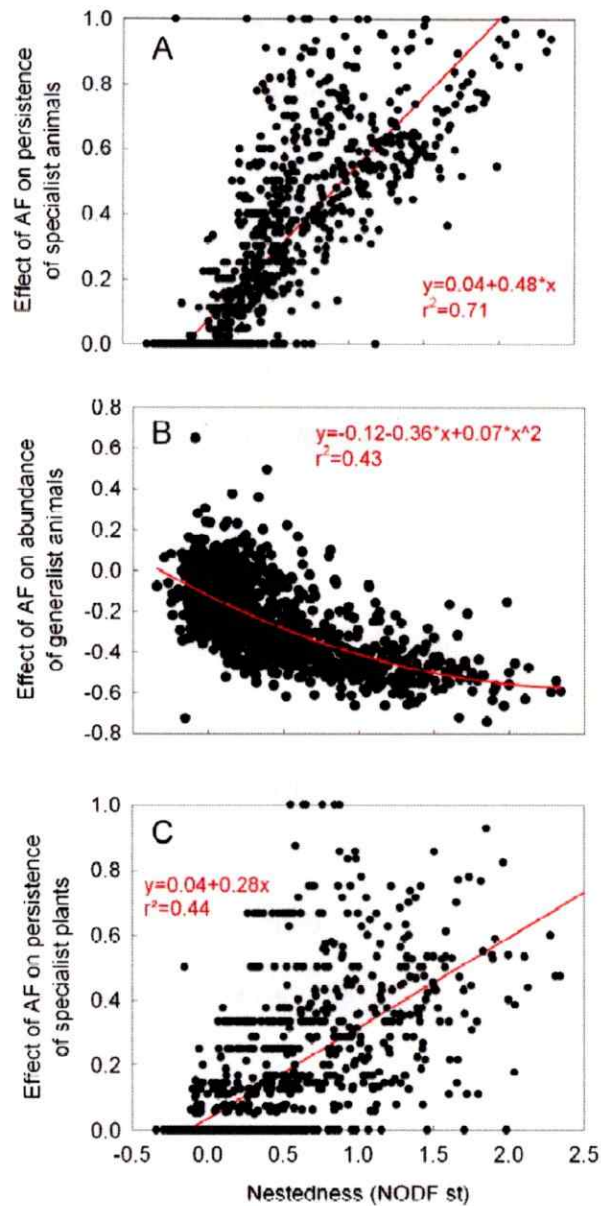 A
1.0
0.8
0.6
0.4
0.2
0.0
Effect of AF on persistence
of specialist animals
y=0.04+0.48*x
r²=0.71
B
0.8
0.6
0.4
0.2
0.0
-0.2
-0.4
-0.6
-0.8
Effect of AF on abundance
of generalist animals
y=-0.12-0.36*x+0.07*x^2
r²=0.43
C
1.0
0.8
0.6
0.4
0.2
0.0
Effect of AF on persistence
of specialist plants
y=0.04+0.28x
r²=0.44
-0.5 0.0 0.5 1.0 1.5 2.0 2.5
Nestedness (NODF st)